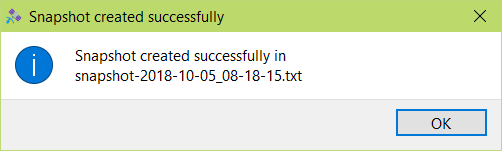 Snapshot created successfully
Snapshot created successfully in
snapshot-2018-10-05_08-18-15.txt
OK